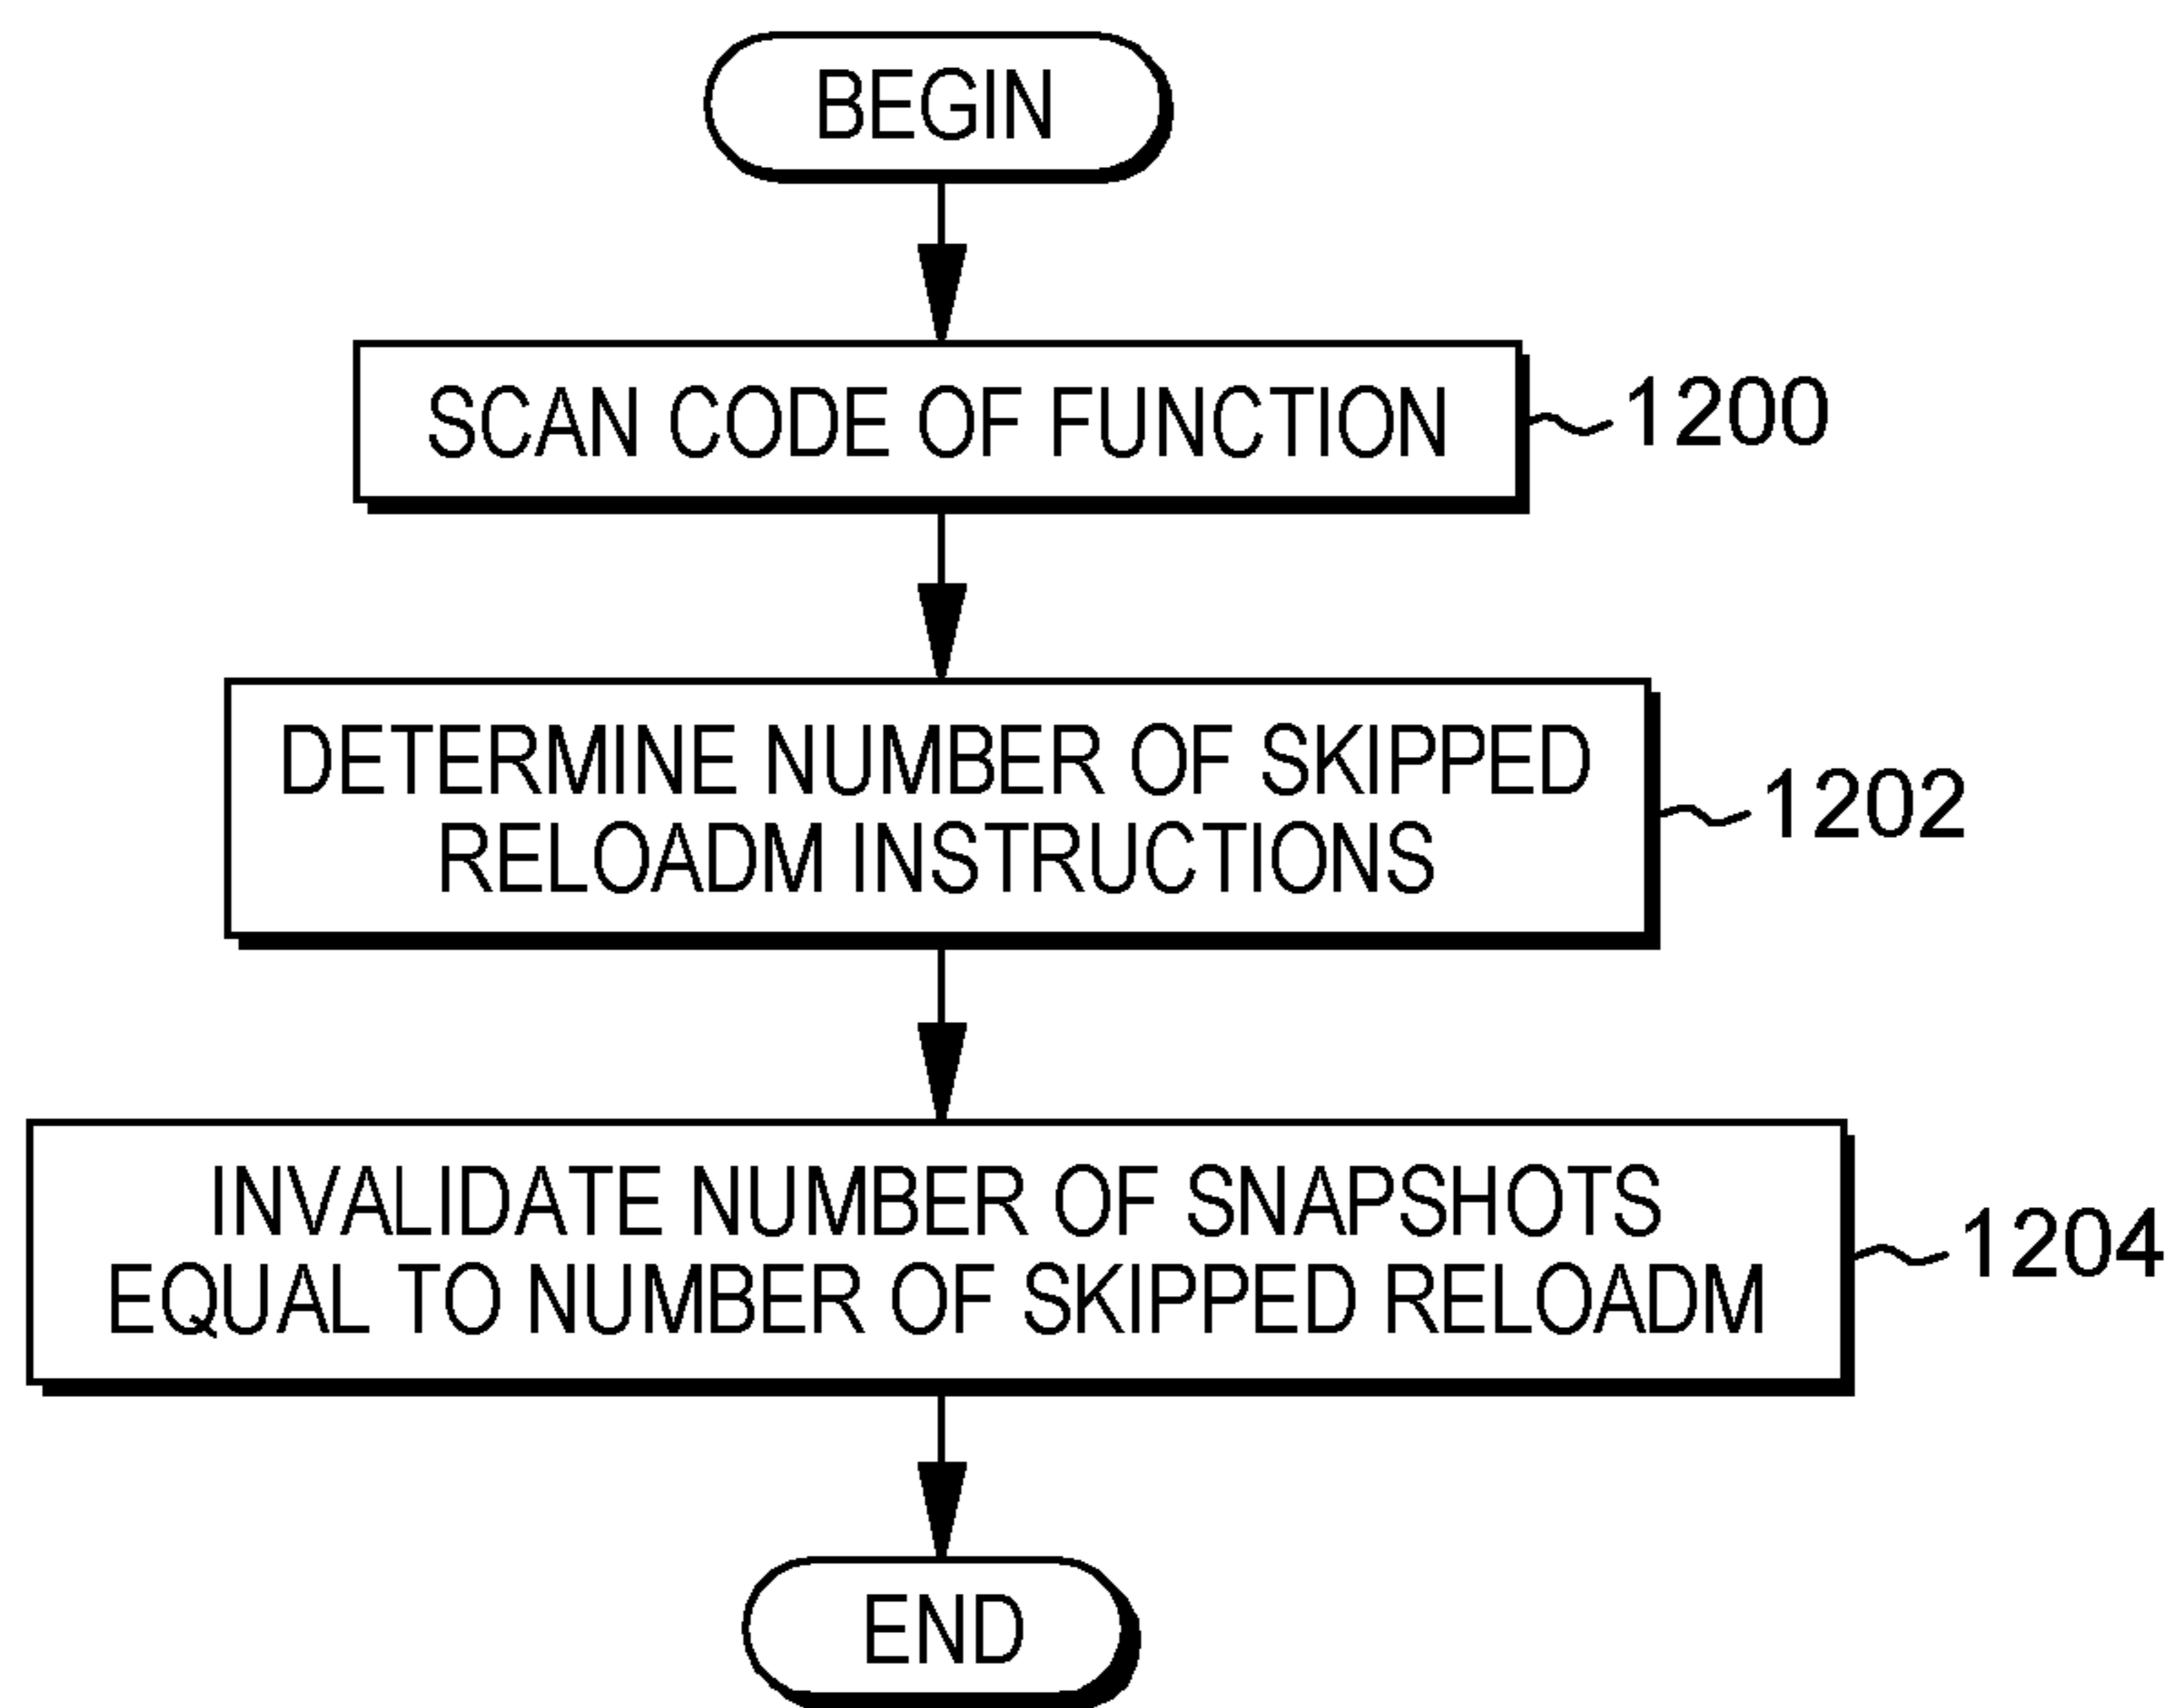 BEGIN
SCAN CODE OF FUNCTION
1200
DETERMINE NUMBER OF SKIPPED
RELOADM INSTRUCTIONS
1202
INVALIDATE NUMBER OF SNAPSHOTS
EQUAL TO NUMBER OF SKIPPED RELOADM
1204
END